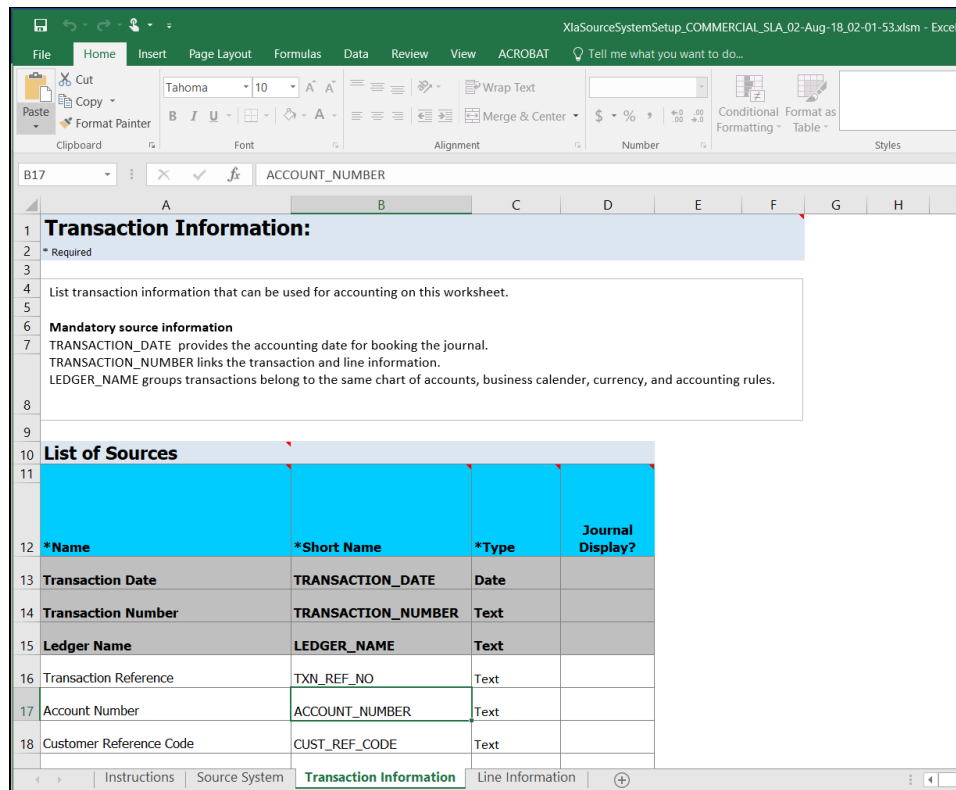 XlaSourceSystemSetup_COMMERCIAL_SLA_02-Aug-18_02-01-53.xlsm - Exce
File Home Insert Page Layout Formulas Data Review View ACROBAT Tell me what you want to do...
Paste
Cut
Copy
Format Painter
Tahoma 10 A A
B I U A
Wrap Text
Merge & Center
$ % ,
Conditional Formatting
Format as Table
Clipboard Font Alignment Number Styles
B17 fx ACCOUNT_NUMBER
A B C D E F G H
1 Transaction Information:
2 * Required
3
4 List transaction information that can be used for accounting on this worksheet.
5
6 Mandatory source information
7 TRANSACTION_DATE provides the accounting date for booking the journal.
TRANSACTION_NUMBER links the transaction and line information.
LEDGER_NAME groups transactions belong to the same chart of accounts, business calender, currency, and accounting rules.
8
9
10 List of Sources
11
12 *Name *Short Name *Type Journal Display?
13 Transaction Date TRANSACTION_DATE Date
14 Transaction Number TRANSACTION_NUMBER Text
15 Ledger Name LEDGER_NAME Text
16 Transaction Reference TXN_REF_NO Text
17 Account Number ACCOUNT_NUMBER Text
18 Customer Reference Code CUST_REF_CODE Text
Instructions Source System Transaction Information Line Information